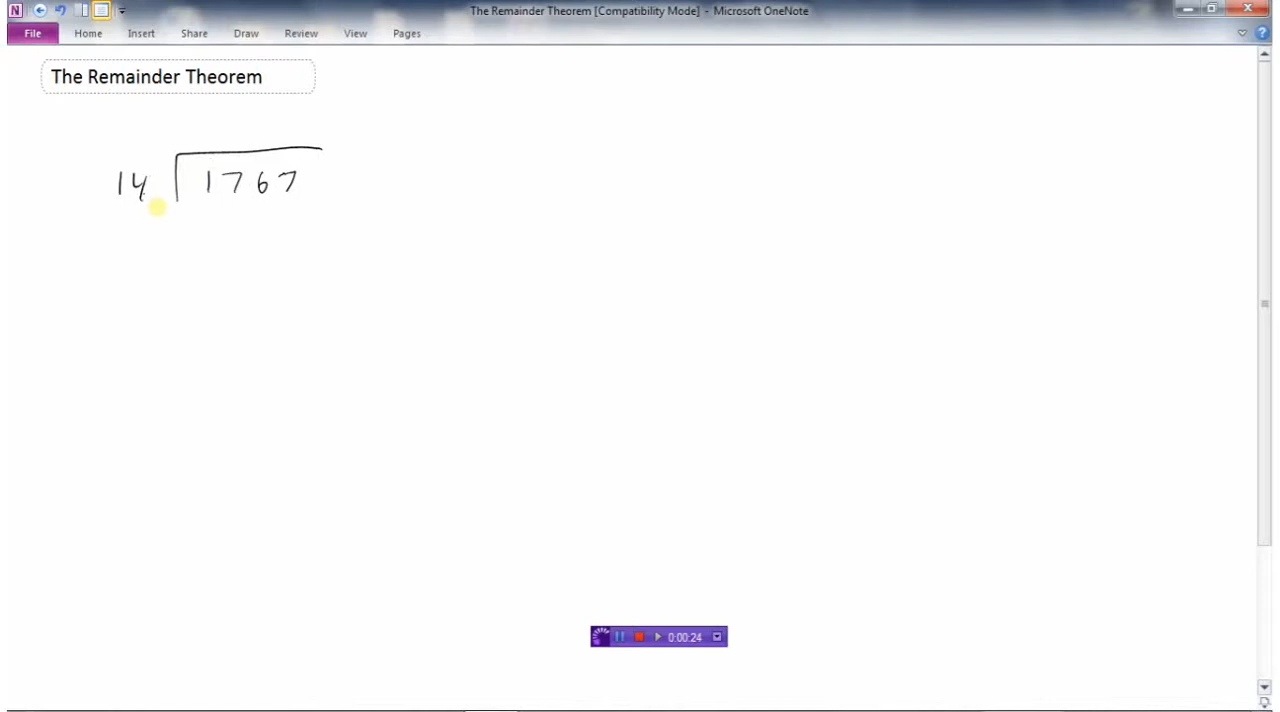 The Remainder Theorem [Compatibility Mode] - Microsoft OneNote
File Home Insert Share Draw Review View Pages
The Remainder Theorem
14 1767
0:00:24